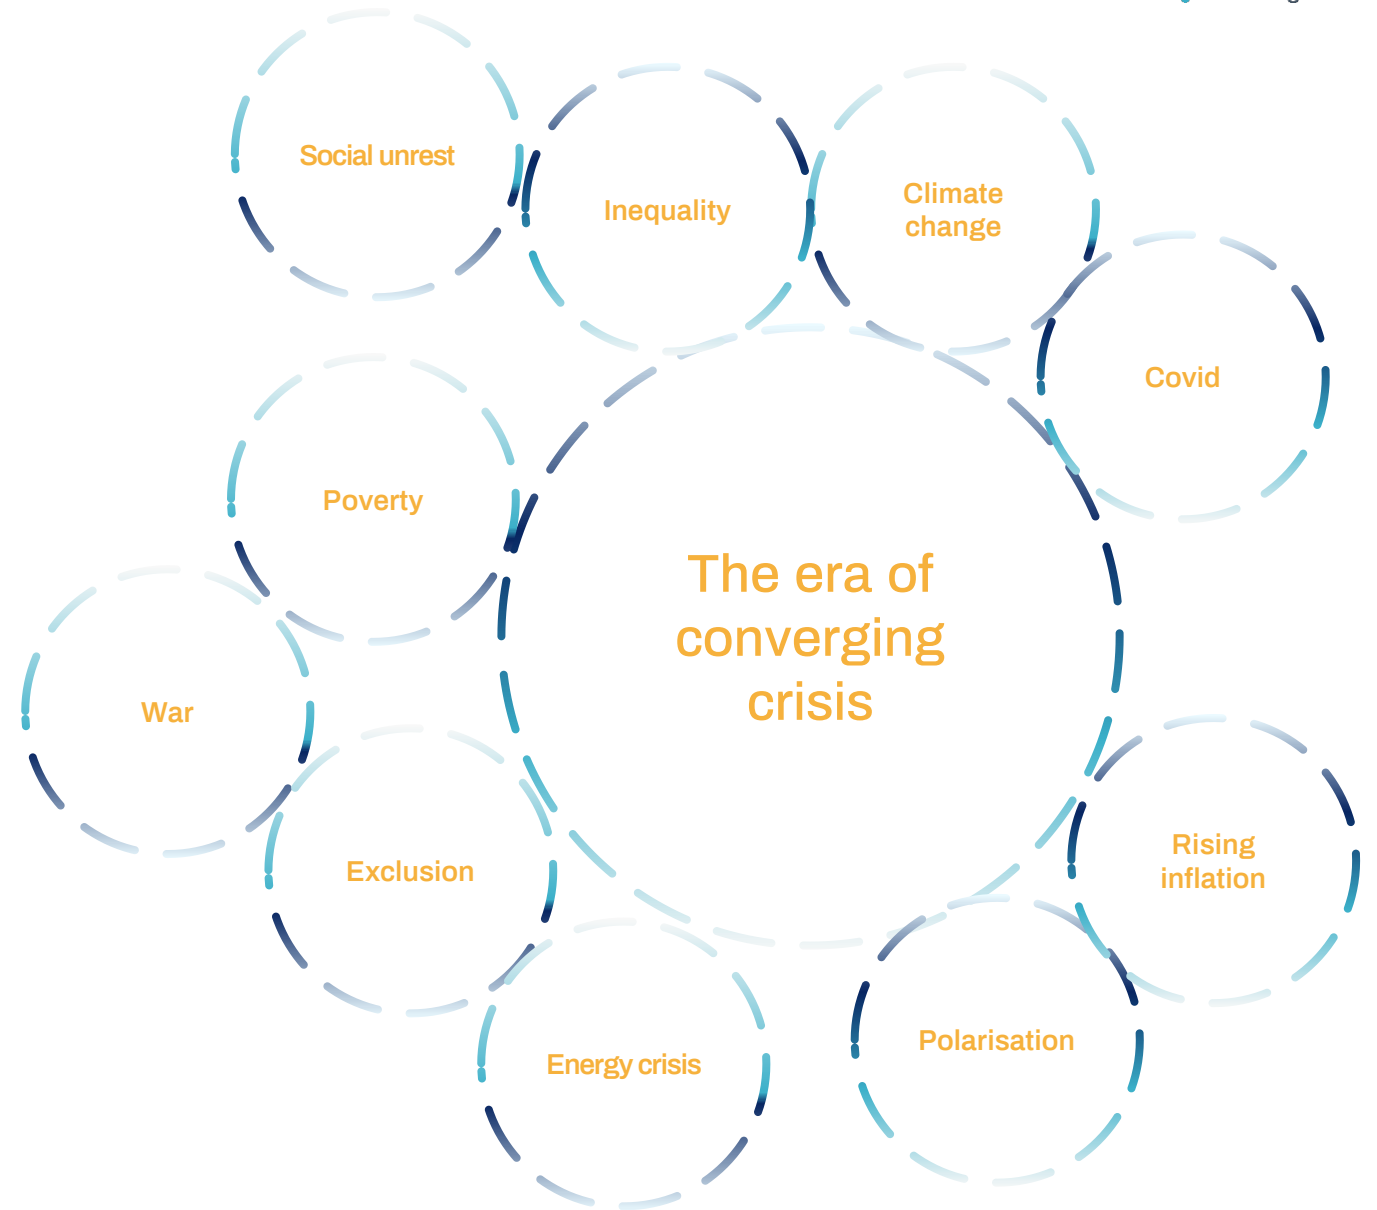 Social unrest
Inequality
Climate
change
Covid
Poverty
The era of
converging
crisis
War
Rising
inflation
Exclusion
Polarisation
Energy crisis